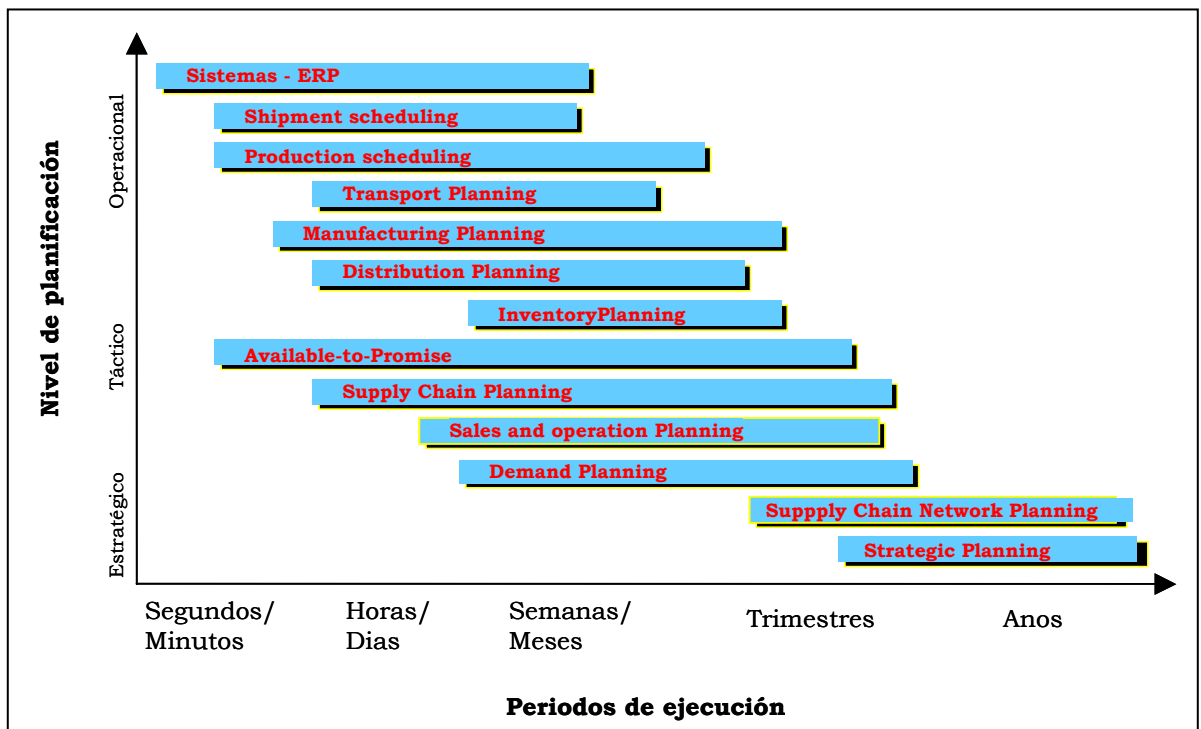 Sistemas - ERP
Shipment scheduling
Production scheduling
Transport Planning
Manufacturing Planning
Distribution Planning
InventoryPlanning
Available-to-Promise
Supply Chain Planning
Sales and operation Planning
Demand Planning
Suppply Chain Network Planning
Strategic Planning
Nivel de planificación
Operacional
Táctico
Estratégico
Segundos/
Minutos
Horas/
Dias
Semanas/
Meses
Trimestres
Anos
Periodos de ejecución